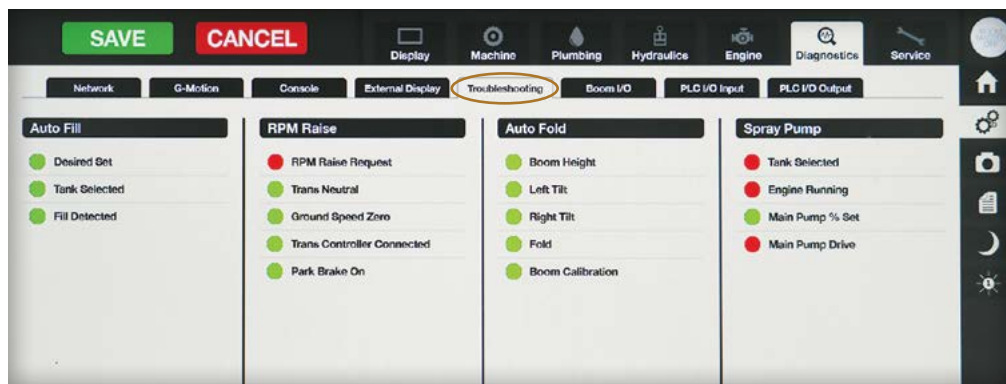 SAVE
CANCEL
Display
Machine
Plumbing
Hydraulics
Engine
Diagnostics
Service
Network
G-Motion
Console
External Display
Troubleshooting
Boom I/O
PLC I/O Input
PLC I/O Output
Auto Fill
Desired Set
Tank Selected
Fill Detected
RPM Raise
RPM Raise Request
Trans Neutral
Ground Speed Zero
Trans Controller Connected
Park Brake On
Auto Fold
Boom Height
Left Tilt
Right Tilt
Fold
Boom Calibration
Spray Pump
Tank Selected
Engine Running
Main Pump % Set
Main Pump Drive